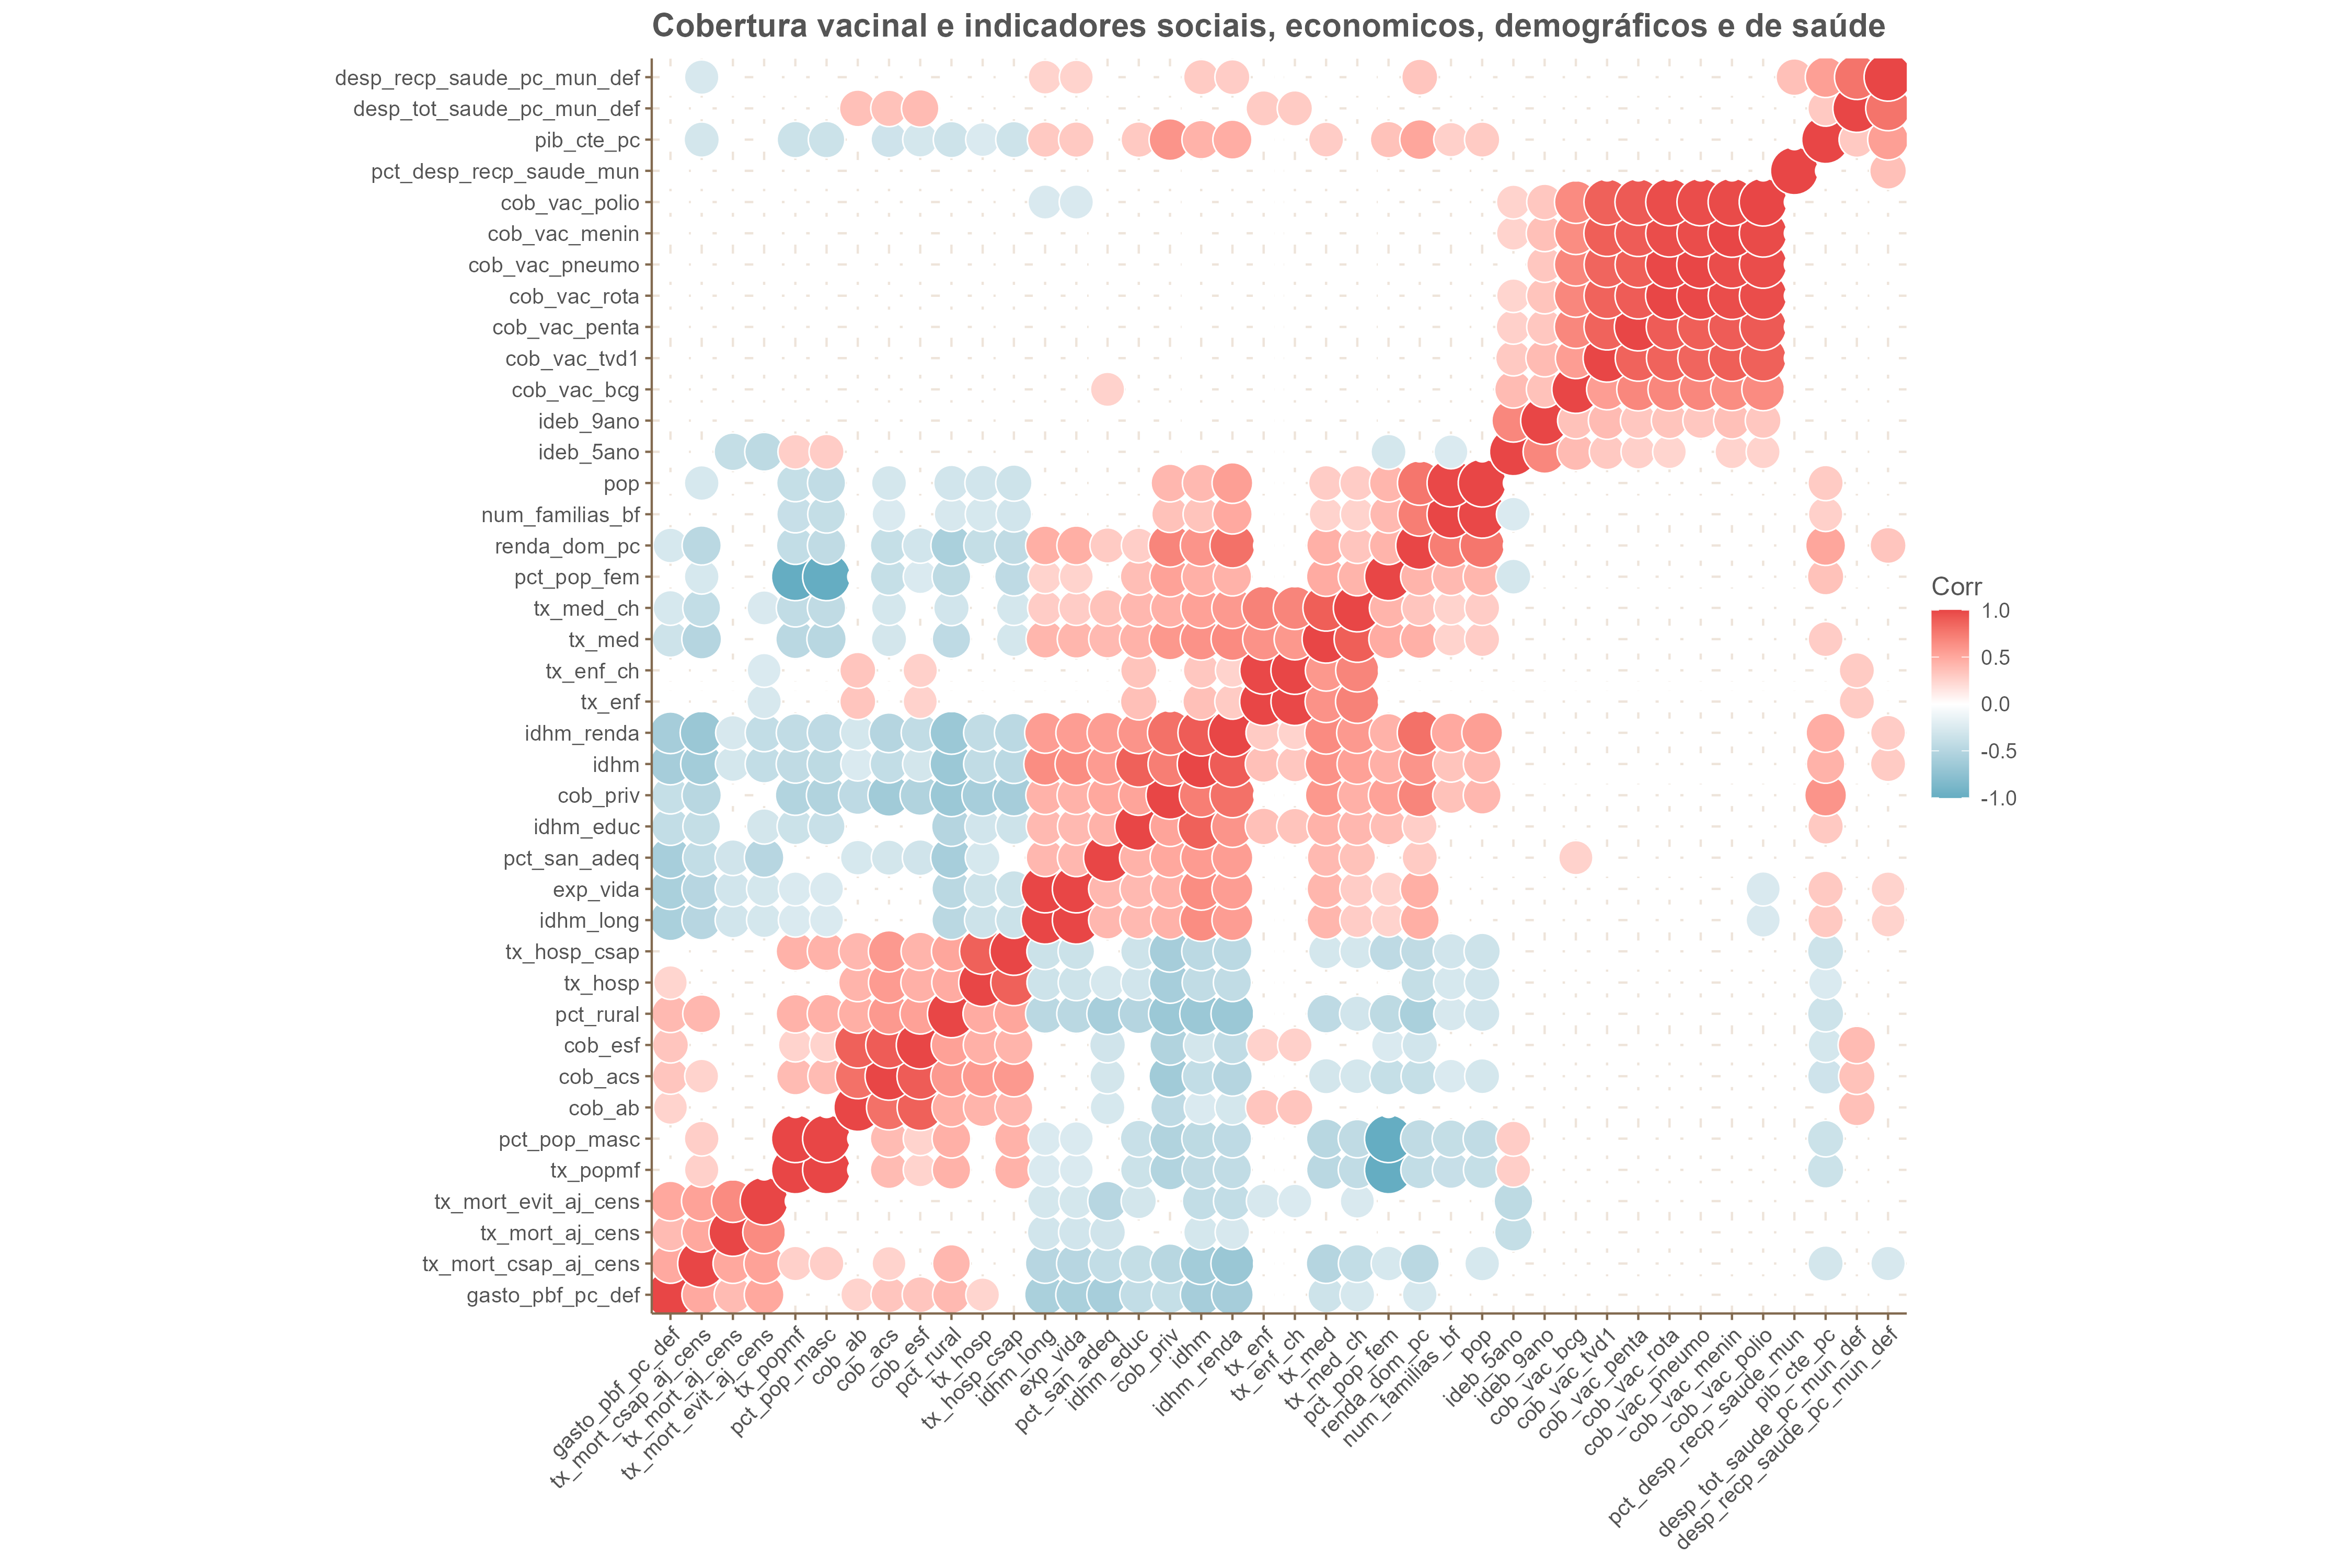 Cobertura vacinal e indicadores sociais, economicos, demográficos e de saúde
desp_recp_saude_pc_mun_def
desp_tot_saude_pc_mun_def
pib_cte_pc
pct_desp_recp_saude_mun
cob_vac_polio
cob_vac_menin
cob_vac_pneumo
cob_vac_rota
cob_vac_penta
cob_vac_tvd1
cob_vac_bcg
ideb_9ano
ideb_5ano
pop
num_familias_bf
renda_dom_pc
pct_pop_fem
tx_med_ch
tx_med
tx_enf_ch
tx_enf
idhm_renda
idhm
cob_priv
idhm_educ
pct_san_adeq
exp_vida
idhm_long
tx_hosp_csap
tx_hosp
pct_rural
cob_esf
cob_acs
cob_ab
pct_pop_masc
tx_popmf
tx_mort_evit_aj_cens
tx_mort_aj_cens
tx_mort_csap_aj_cens
gasto_pbf_pc_def
gasto_pbf_pc_def
tx_mort_csap_aj_cens
tx_mort_aj_cens
tx_mort_evit_aj_cens
tx_popmf
pct_pop_masc
cob_ab
cob_acs
cob_esf
pct_rural
tx_hosp
tx_hosp_csap
idhm_long
exp_vida
pct_san_adeq
idhm_educ
cob_priv
idhm
idhm_renda
tx_enf
tx_enf_ch
tx_med
tx_med_ch
pct_pop_fem
renda_dom_pc
num_familias_bf
pop
ideb_5ano
ideb_9ano
cob_vac_bcg
cob_vac_tvd1
cob_vac_penta
cob_vac_rota
cob_vac_pneumo
cob_vac_menin
cob_vac_polio
pct_desp_recp_saude_mun
pib_cte_pc
desp_tot_saude_pc_mun_def
desp_recp_saude_pc_mun_def
Corr
1.0
0.5
0.0
-0.5
-1.0